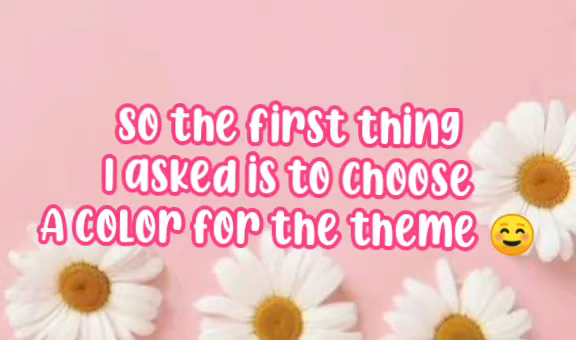 so the first thing
I asked is to choose
A color for the theme ☺️